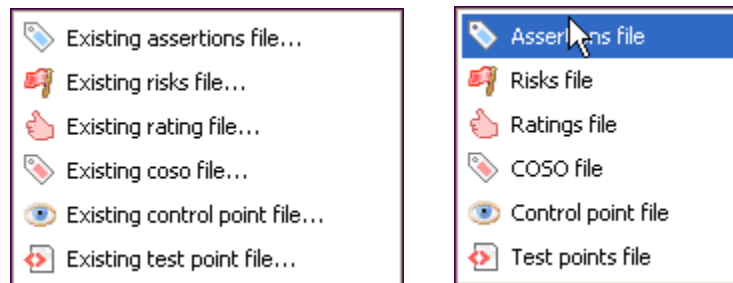 Existing assertions file...
Existing risks file...
Existing rating file...
Existing coso file...
Existing control point file...
Existing test point file...
Assertions file
Risks file
Ratings file
COSO file
Control point file
Test points file